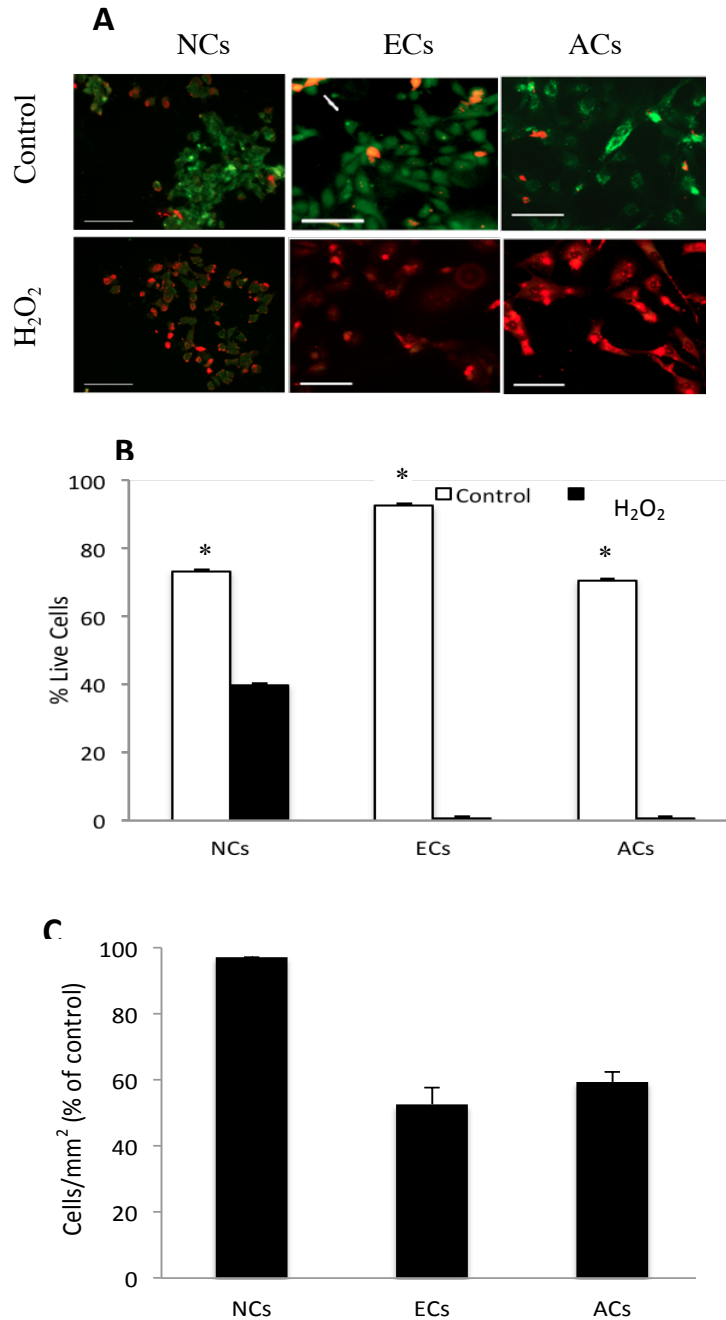 A
NCs ECs ACs
Control
H₂O₂
B
* * *
Control H₂O₂
% Live Cells
100
80
60
40
20
0
NCs ECs ACs
C
Cells/mm² (% of control)
100
80
60
40
20
0
NCs ECs ACs